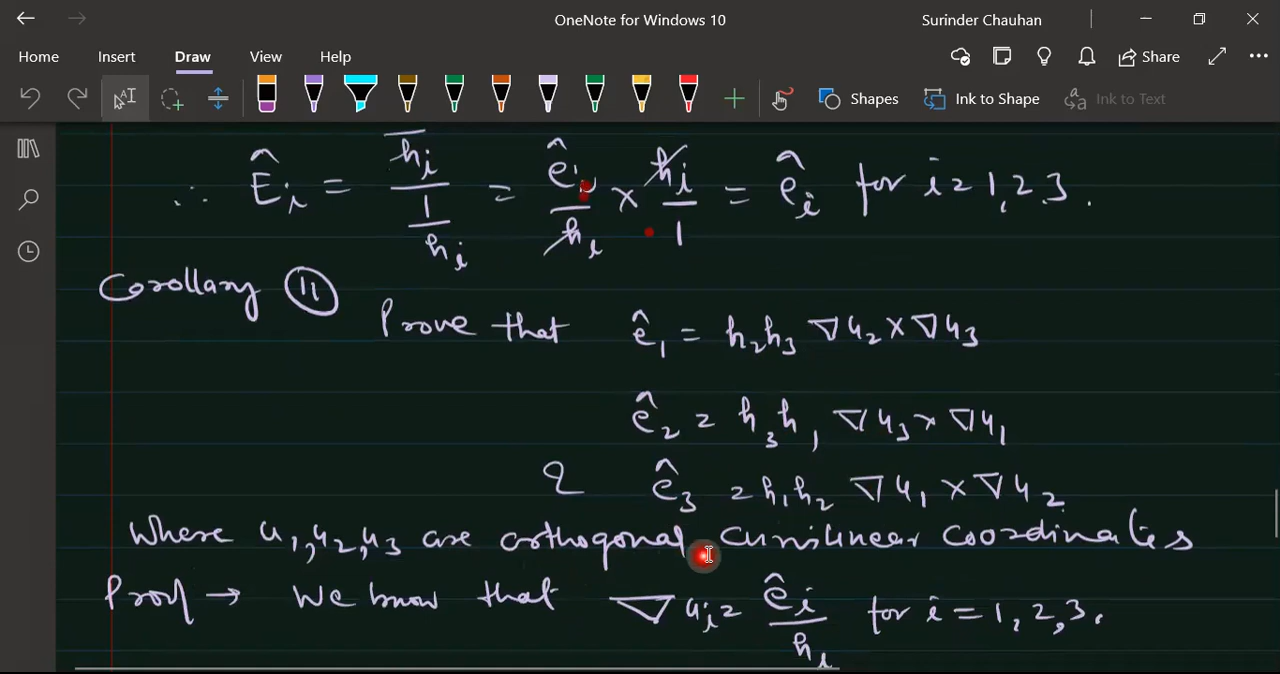 OneNote for Windows 10
Surinder Chauhan
Home Insert Draw View Help
Share
Shapes Ink to Shape Ink to Text
∴ Êᵢ = hᵢ / (1/hᵢ) = êᵢ/hᵢ × hᵢ/1 = êᵢ for i = 1, 2, 3.
Corollary (II)
Prove that ê₁ = h₂h₃ ∇u₂ × ∇u₃
ê₂ = h₃h₁ ∇u₃ × ∇u₁
& ê₃ = h₁h₂ ∇u₁ × ∇u₂
Where u₁, u₂, u₃ are orthogonal curvilinear coordinates
Proof → We know that ∇uᵢ = êᵢ/hᵢ for i = 1, 2, 3.